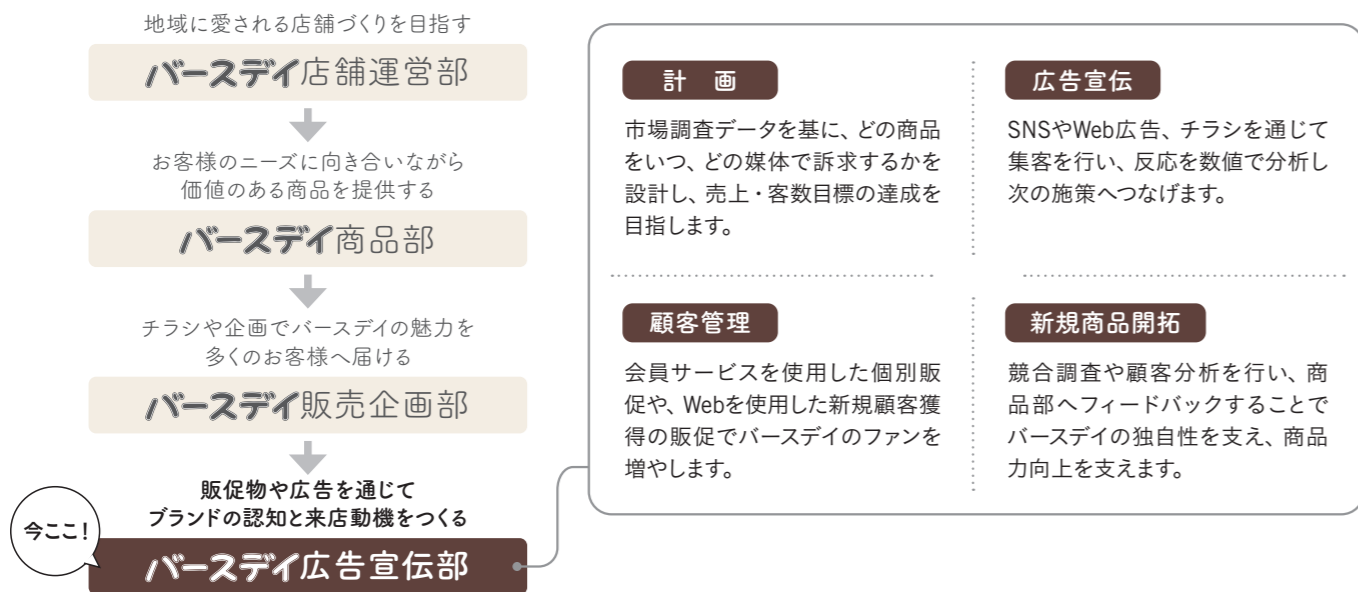 地域に愛される店舗づくりを目指す
バースデイ店舗運営部
お客様のニーズに向き合いながら
価値のある商品を提供する
バースデイ商品部
チラシや企画でバースデイの魅力を
多くのお客様へ届ける
バースデイ販売企画部
販促物や広告を通じて
ブランドの認知と来店動機をつくる
今ここ！
バースデイ広告宣伝部
計　画
市場調査データを基に、どの商品
をいつ、どの媒体で訴求するかを
設計し、売上・客数目標の達成を
目指します。
広告宣伝
SNSやWeb広告、チラシを通じて
集客を行い、反応を数値で分析し
次の施策へつなげます。
顧客管理
会員サービスを使用した個別販
促や、Webを使用した新規顧客獲
得の販促でバースデイのファンを
増やします。
新規商品開拓
競合調査や顧客分析を行い、商
品部へフィードバックすることで
バースデイの独自性を支え、商品
力向上を支えます。